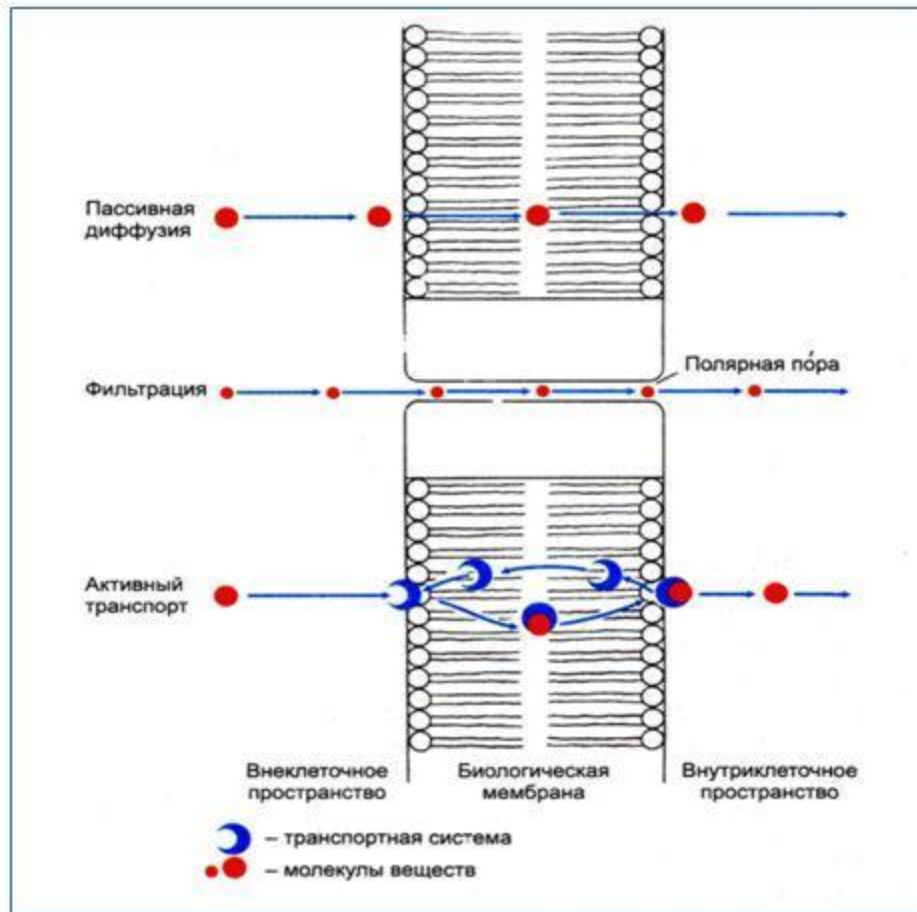 Пассивная
диффузия
Полярная по́ра
Фильтрация
Активный
транспорт
Внеклеточное
пространство
Биологическая
мембрана
Внутриклеточное
пространство
– транспортная система
– молекулы веществ